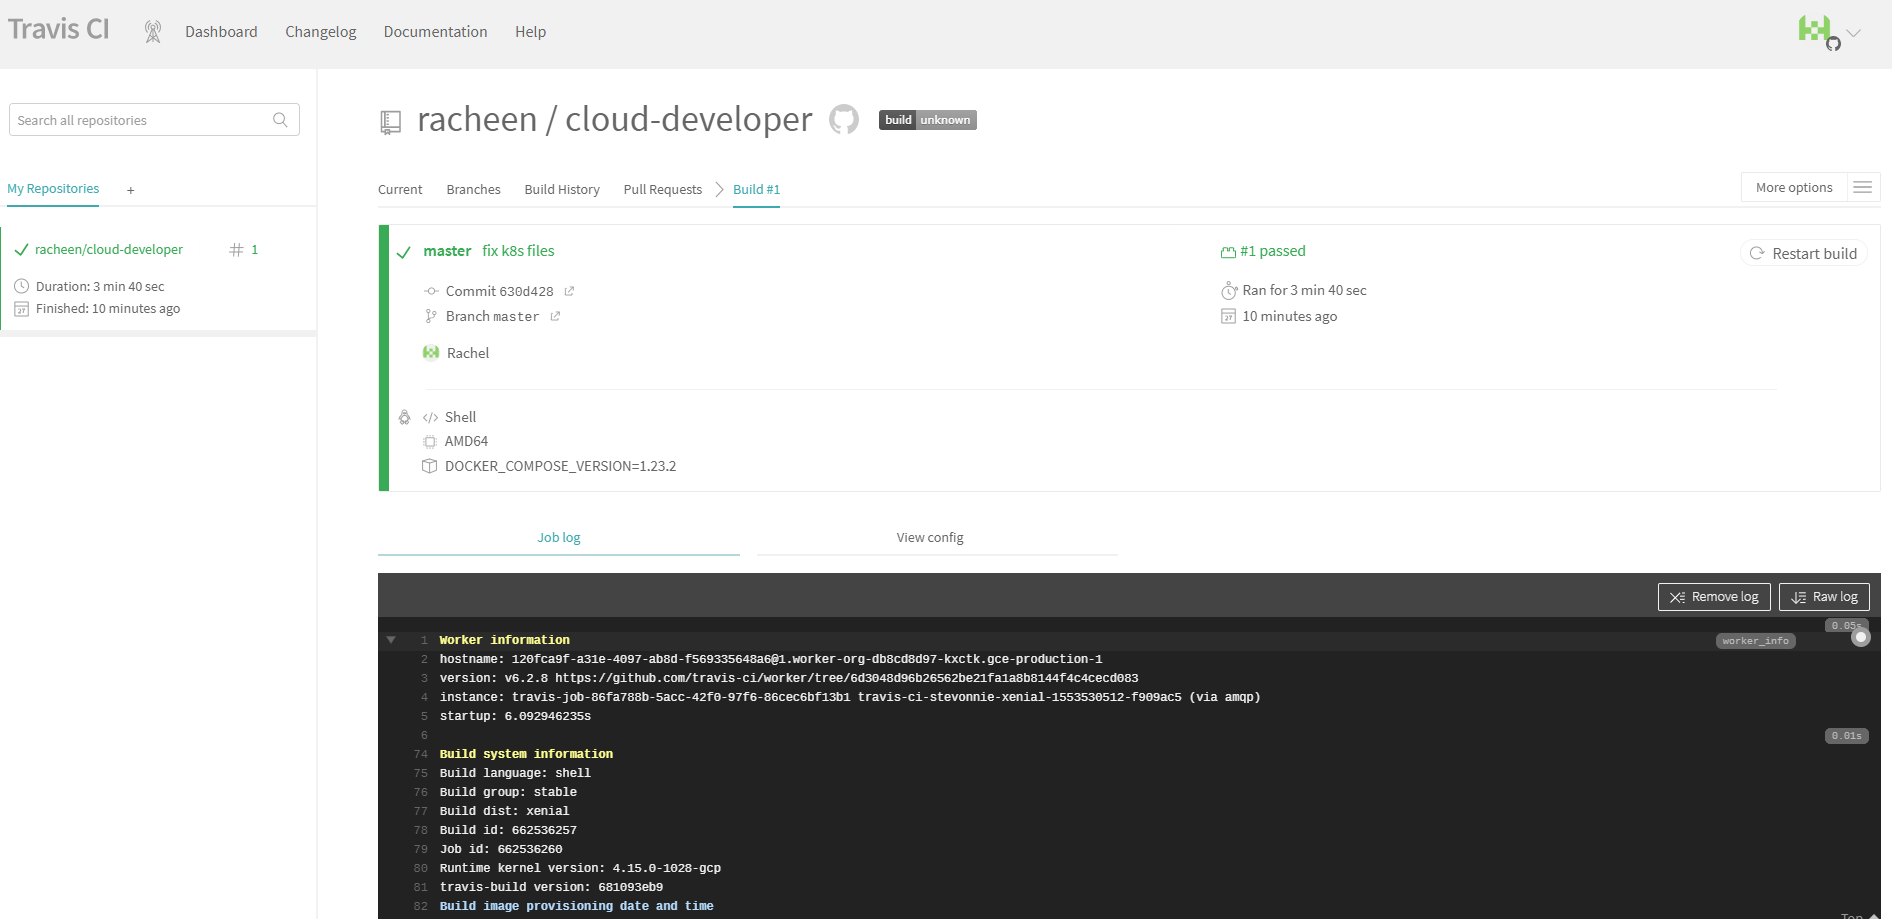 Travis CI
Dashboard
Changelog
Documentation
Help
Search all repositories
My Repositories
+
racheen/cloud-developer
# 1
Duration: 3 min 40 sec
Finished: 10 minutes ago
racheen / cloud-developer
build unknown
Current
Branches
Build History
Pull Requests
Build #1
More options
master fix k8s files
#1 passed
Restart build
Commit 630d428
Ran for 3 min 40 sec
Branch master
10 minutes ago
Rachel
</> Shell
AMD64
DOCKER_COMPOSE_VERSION=1.23.2
Job log
View config
Remove log
Raw log
0.05s
1 Worker information
worker_info
2 hostname: 120fca9f-a31e-4097-ab8d-f569335648a6@1.worker-org-db8cd8d97-kxctk.gce-production-1
3 version: v6.2.8 https://github.com/travis-ci/worker/tree/6d3048d96b26562be21fa1a8b8144f4c4cecd083
4 instance: travis-job-86fa788b-5acc-42f0-97f6-86cec6bf13b1 travis-ci-stevonnie-xenial-1553530512-f909ac5 (via amqp)
5 startup: 6.092946235s
6
0.01s
74 Build system information
75 Build language: shell
76 Build group: stable
77 Build dist: xenial
78 Build id: 662536257
79 Job id: 662536260
80 Runtime kernel version: 4.15.0-1028-gcp
81 travis-build version: 681093eb9
82 Build image provisioning date and time
Top